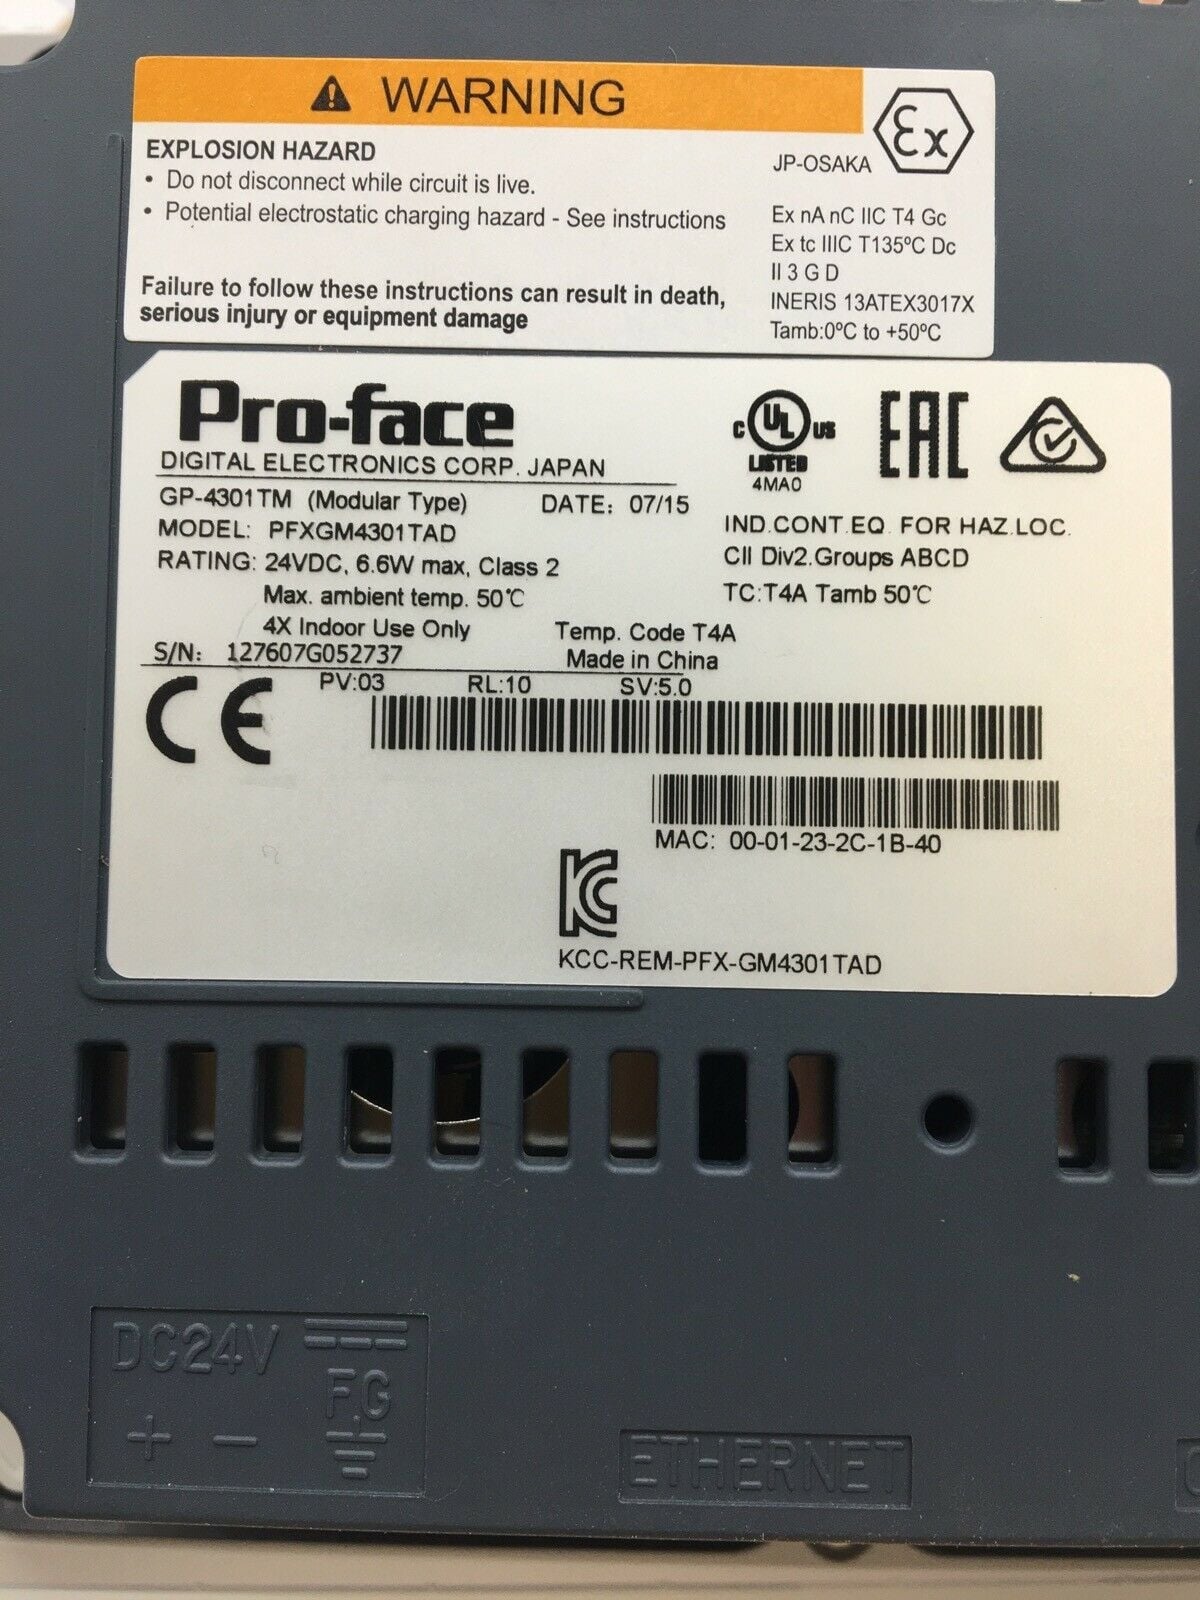 WARNING
Ex
EXPLOSION HAZARD
• Do not disconnect while circuit is live.
• Potential electrostatic charging hazard - See instructions
Failure to follow these instructions can result in death,
serious injury or equipment damage
JP-OSAKA
Ex nA nC IIC T4 Gc
Ex tc IIIC T135°C Dc
II 3 G D
INERIS 13ATEX3017X
Tamb:0°C to +50°C
Pro-face
DIGITAL ELECTRONICS CORP. JAPAN
GP-4301TM (Modular Type) DATE: 07/15
MODEL: PFXGM4301TAD
RATING: 24VDC, 6.6W max, Class 2
Max. ambient temp. 50℃
4X Indoor Use Only Temp. Code T4A
S/N: 127607G052737 Made in China
PV:03 RL:10 SV:5.0
C UL US
LISTED
4MA0
EAC
IND.CONT.EQ. FOR HAZ.LOC.
CII Div2.Groups ABCD
TC:T4A Tamb 50℃
CE
MAC: 00-01-23-2C-1B-40
KC
KCC-REM-PFX-GM4301TAD
DC24V
FG
+ -
ETHERNET